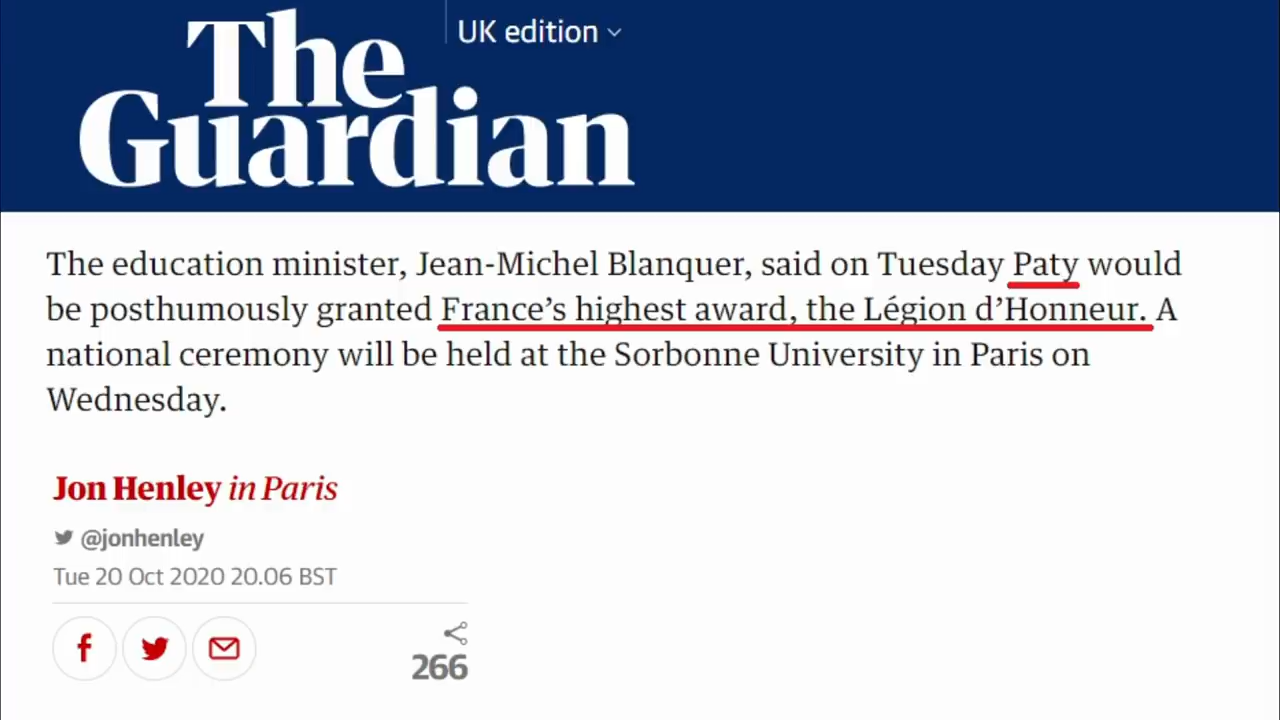 The
Guardian
UK edition
The education minister, Jean-Michel Blanquer, said on Tuesday Paty would
be posthumously granted France’s highest award, the Légion d’Honneur. A
national ceremony will be held at the Sorbonne University in Paris on
Wednesday.
Jon Henley in Paris
@jonhenley
Tue 20 Oct 2020 20.06 BST
266